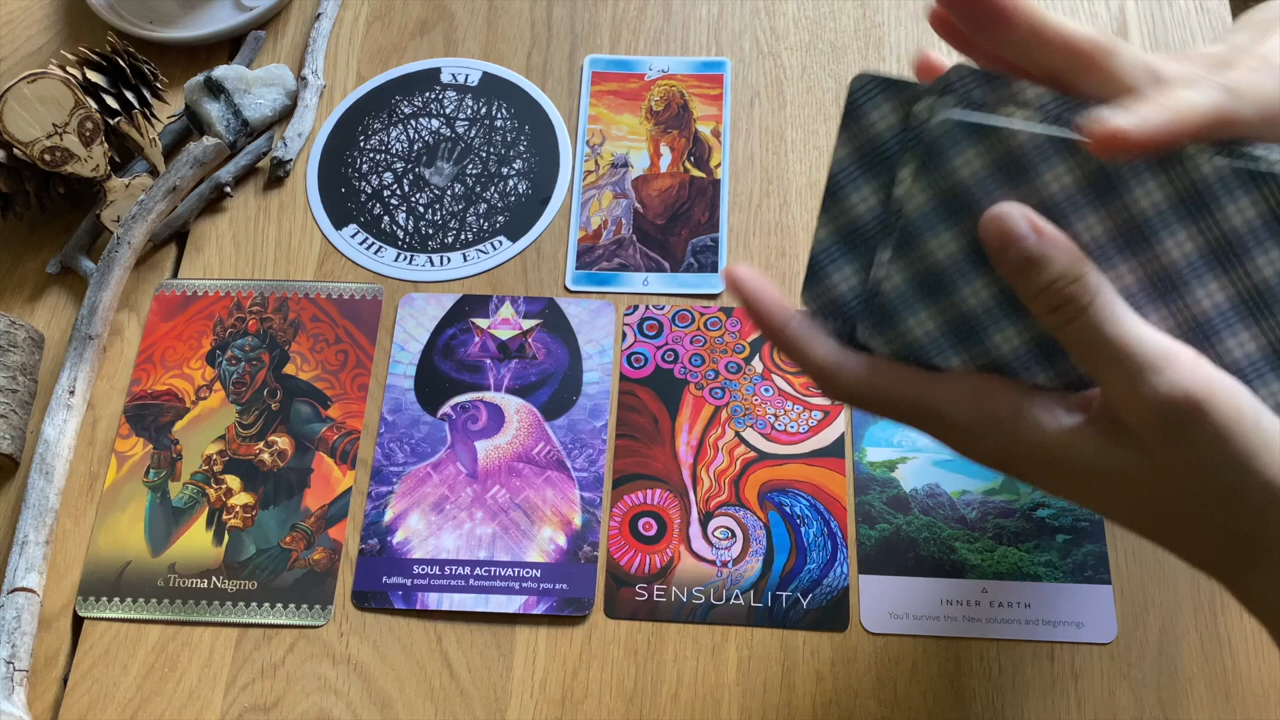 XL
THE DEAD END
6
6. Troma Nagmo
SOUL STAR ACTIVATION
Fulfilling soul contracts. Remembering who you are.
SENSUALITY
INNER EARTH
You'll survive this. New solutions and beginnings.